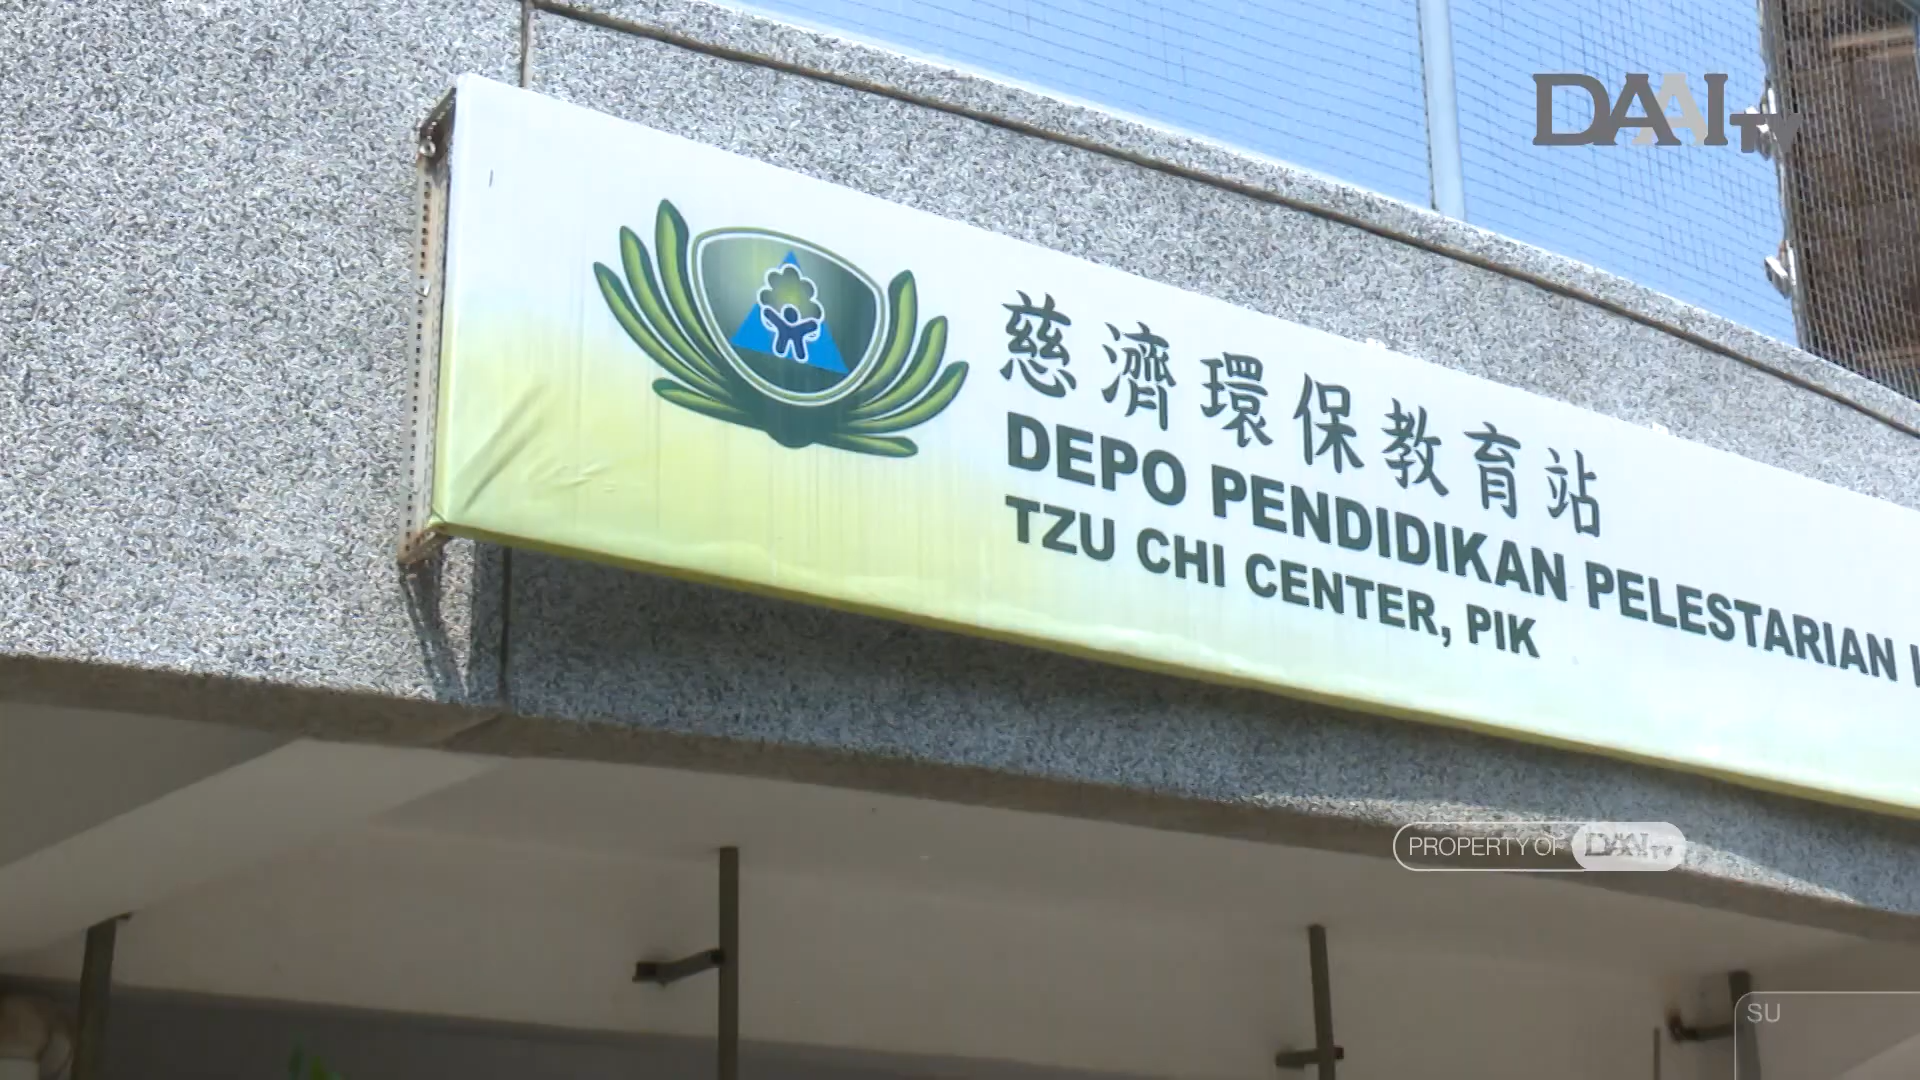 DAAI TV
慈濟環保教育站
DEPO PENDIDIKAN PELESTARIAN
TZU CHI CENTER, PIK
PROPERTY OF DAAI TV
SU